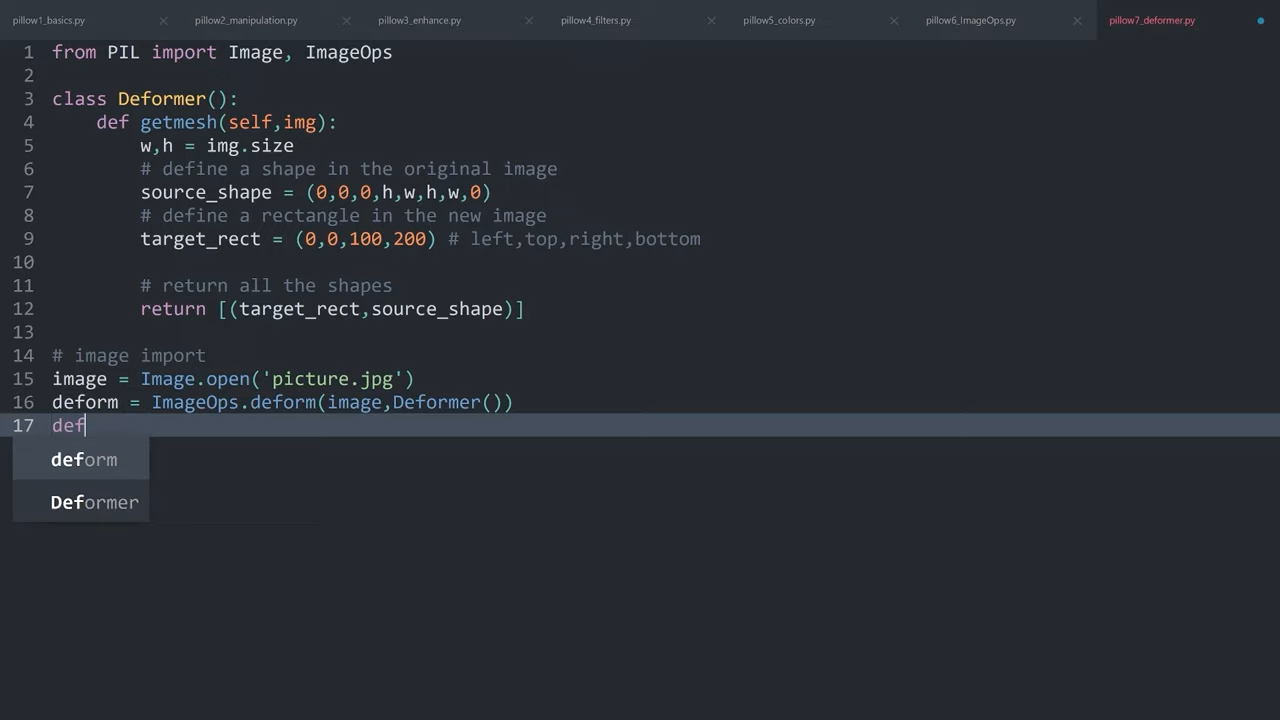 pillow1_basics.py pillow2_manipulation.py pillow3_enhance.py pillow4_filters.py pillow5_colors.py pillow6_ImageOps.py pillow7_deformer.py
1 from PIL import Image, ImageOps
2
3 class Deformer():
4     def getmesh(self,img):
5         w,h = img.size
6         # define a shape in the original image
7         source_shape = (0,0,0,h,w,h,w,0)
8         # define a rectangle in the new image
9         target_rect = (0,0,100,200) # left,top,right,bottom
10
11         # return all the shapes
12         return [(target_rect,source_shape)]
13
14 # image import
15 image = Image.open('picture.jpg')
16 deform = ImageOps.deform(image,Deformer())
17 def
deform
Deformer